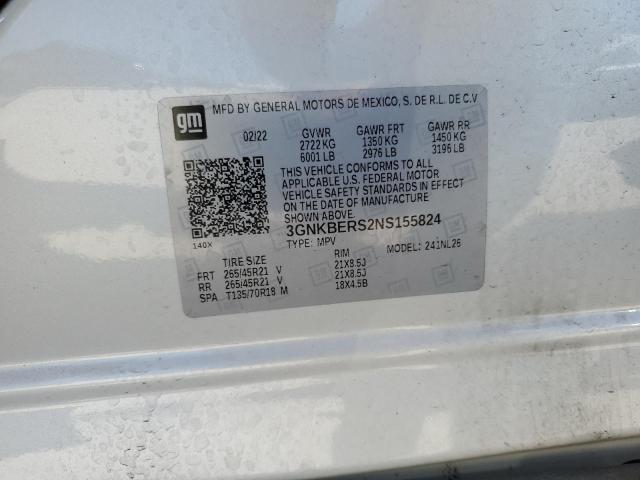 gm MFD BY GENERAL MOTORS DE MEXICO, S. DE R.L. DE C.V
02/22 GVWR GAWR FRT GAWR RR
2722 KG 1350 KG 1450 KG
6001 LB 2976 LB 3195 LB
THIS VEHICLE CONFORMS TO ALL
APPLICABLE U.S. FEDERAL MOTOR
VEHICLE SAFETY STANDARDS IN EFFECT
ON THE DATE OF MANUFACTURE
SHOWN ABOVE.
3GNKBERS2NS155824
140X TYPE: MPV MODEL: 241NL26
TIRE SIZE RIM
FRT 265/45R21 V 21X8.5J
RR 265/45R21 V 21X8.5J
SPA T135/70R18 M 18X4.5B